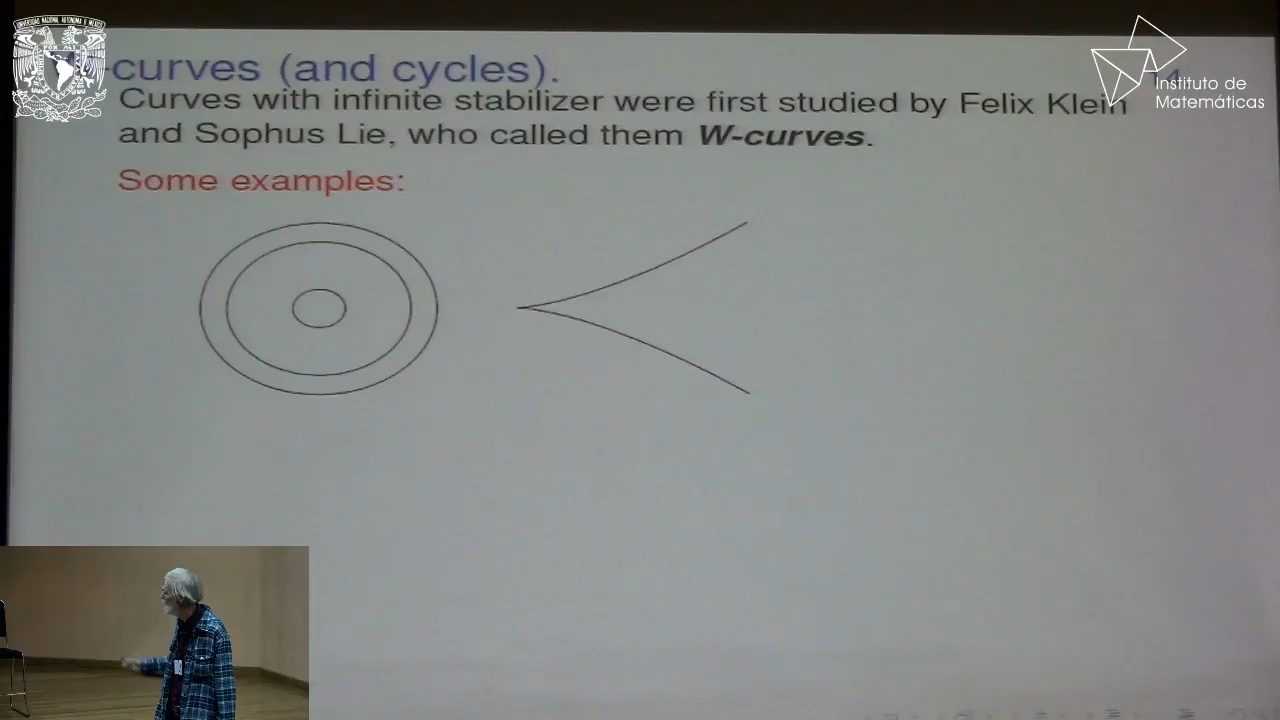 -curves (and cycles).
Curves with infinite stabilizer were first studied by Felix Klein
and Sophus Lie, who called them W-curves.
Some examples:
Instituto de
Matemáticas